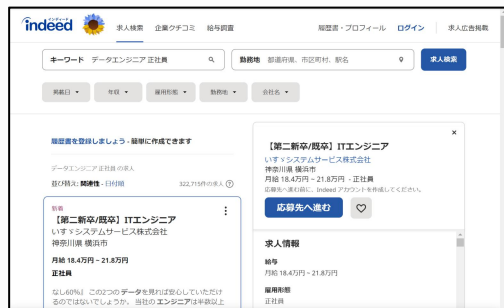 インディード
indeed
求人検索 企業クチコミ 給与調査 履歴書・プロフィール ログイン 求人広告掲載
キーワード データエンジニア 正社員
勤務地 都道府県、市区町村、駅名
求人検索
掲載日 年収 雇用形態 勤務地 会社名
履歴書を登録しましょう - 簡単に作成できます
データエンジニア 正社員 の求人
並び替え: 関連性 - 日付順 322,715件の求人
新着
【第二新卒/既卒】ITエンジニア
いすゞシステムサービス株式会社
神奈川県 横浜市
月給 18.4万円 ~ 21.8万円
正社員
なし60%』 この2つのデータを見れば安心していただけ
るのではないでしょうか。 当社のエンジニアは半数以上
×
【第二新卒/既卒】ITエンジニア
いすゞシステムサービス株式会社
神奈川県 横浜市
月給 18.4万円 ~ 21.8万円 - 正社員
応募先へ進む前に、Indeed アカウントを作成してください。
応募先へ進む
求人情報
給与
月給 18.4万円 ~ 21.8万円
雇用形態
正社員